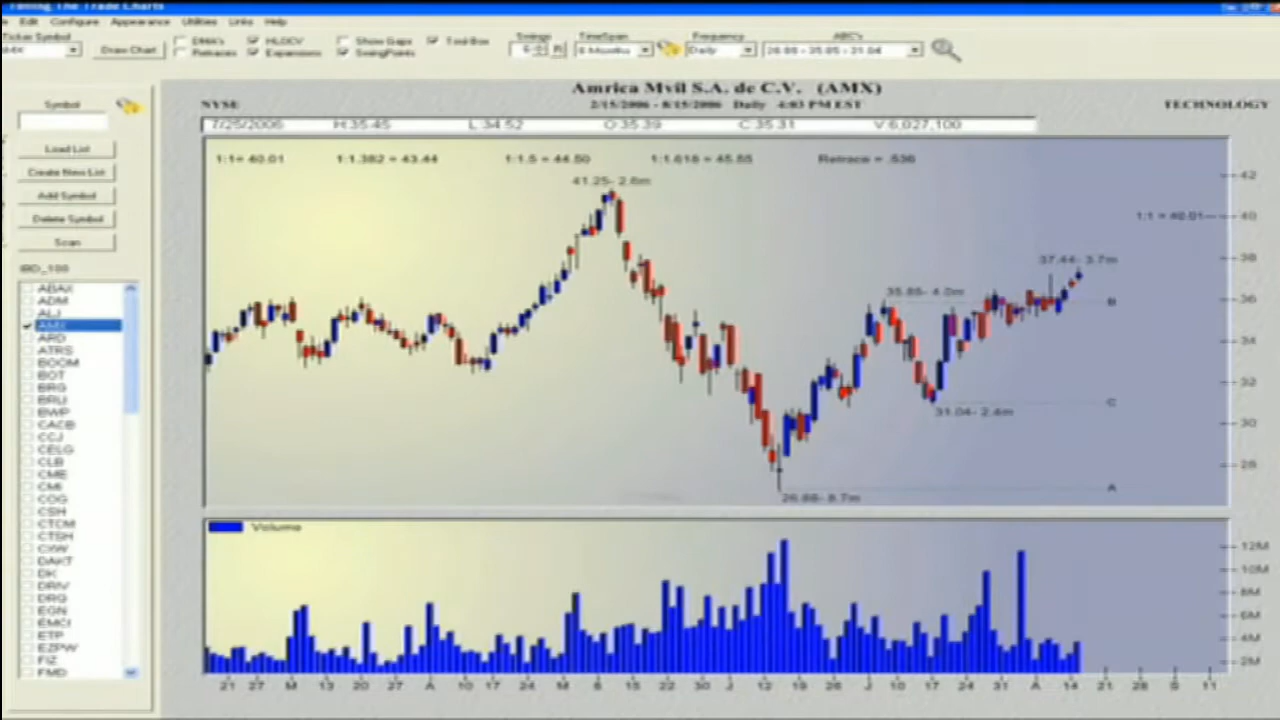 Timing The Trade Charts
Edit Configure Appearance Utilities Links Help
Ticker Symbol
Draw Chart
DMA's
HLOCV
Show Gaps
Tool Box
Retraces
Expansions
SwingPoints
Swings
TimeSpan
6 Months
Frequency
Daily
ABC's
26.88 - 35.85 - 31.04
Amrica Mvil S.A. de C.V. (AMX)
NYSE
2/15/2006 - 8/15/2006 Daily 4:03 PM EST
TECHNOLOGY
7/25/2006 H:35.45 L:34.52 O:35.39 C:35.31 V:6,027,100
Symbol
Load List
Create New List
Add Symbol
Delete Symbol
Scan
IBD_100
ABAX
ADM
ALJ
AMX
ARD
ATRS
BOOM
BOT
BRG
BRLI
BWP
CACB
CCJ
CELG
CLB
CME
CMI
COG
CSH
CTCM
CTSH
CXW
DAKT
DK
DRIV
DRQ
EGN
EMCI
ETP
EZPW
FIZ
FMD
1:1= 40.01 1:1.382 = 43.44 1:1.5 = 44.50 1:1.618 = 45.55 Retrace = .536
41.25- 2.6m
42
1:1 = 40.01
40
37.44- 3.7m
38
35.85- 4.0m
B
36
34
32
31.04- 2.4m
C
30
28
26.88- 8.7m
A
Volume
12M
10M
8M
6M
4M
2M
21 27 M 13 20 27 A 10 17 24 M 8 15 22 30 J 12 19 26 J 10 17 24 31 A 14 21 28 S 11